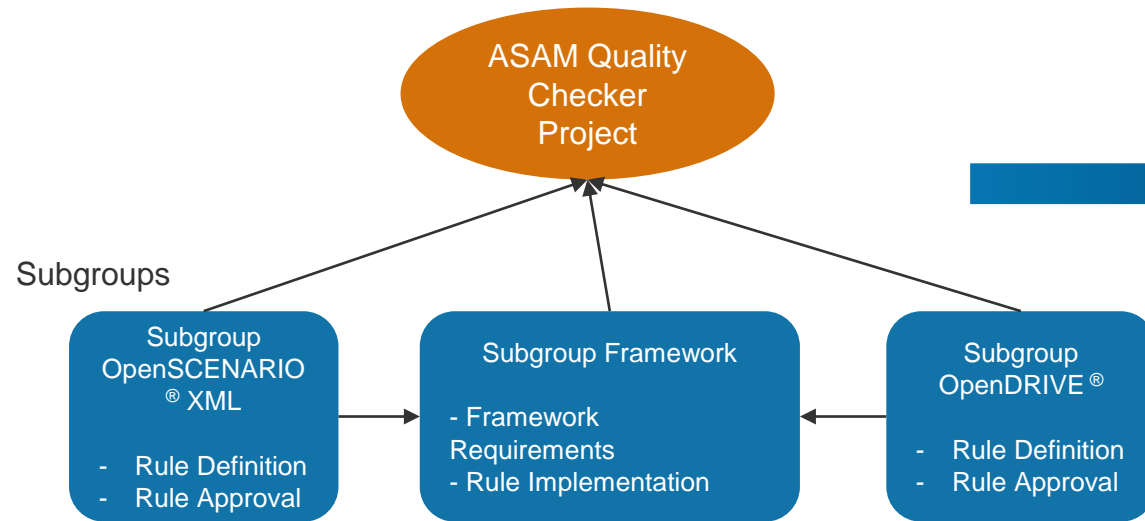 ASAM Quality
Checker
Project
Subgroups
Subgroup
OpenSCENARIO
® XML
- Rule Definition
- Rule Approval
Subgroup Framework
- Framework
Requirements
- Rule Implementation
Subgroup
OpenDRIVE ®
- Rule Definition
- Rule Approval